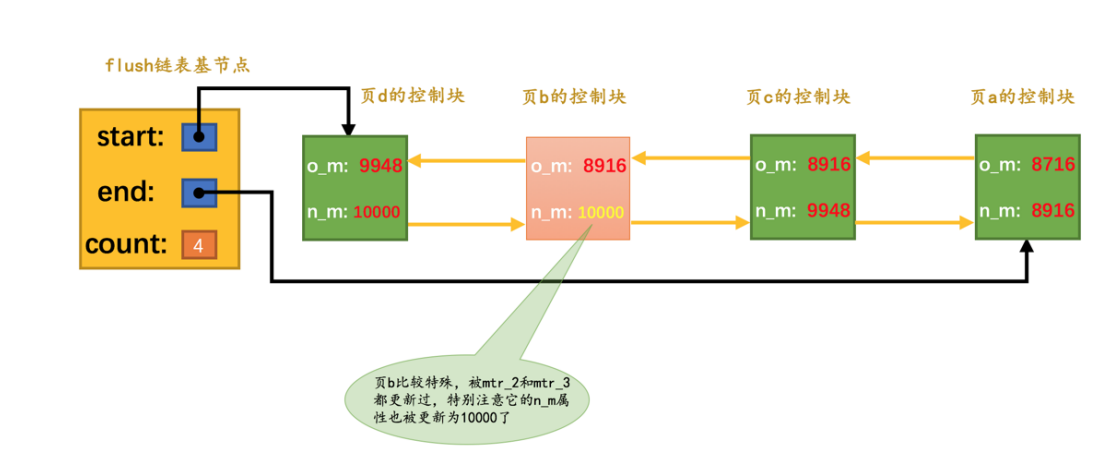 flush链表基节点
页d的控制块
页b的控制块
页c的控制块
页a的控制块
start:
end:
count: 4
o_m: 9948
n_m: 10000
o_m: 8916
n_m: 10000
o_m: 8916
n_m: 9948
o_m: 8716
n_m: 8916
页b比较特殊，被mtr_2和mtr_3
都更新过，特别注意它的n_m属
性也被更新为10000了